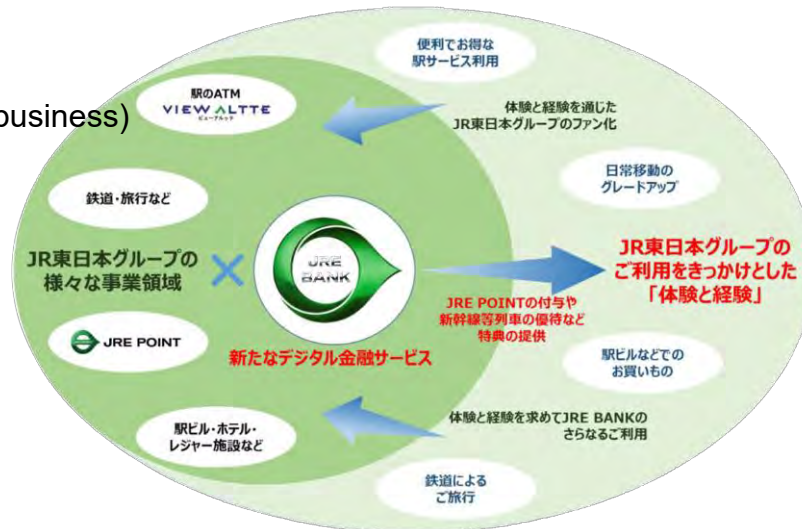 便利でお得な
駅サービス利用
駅のATM
VIEW ALTTE
ビューアルッテ
business)
体験と経験を通じた
JR東日本グループのファン化
日常移動の
グレードアップ
鉄道・旅行など
JR東日本グループの
様々な事業領域
×
JRE
BANK
JR東日本グループの
ご利用をきっかけとした
「体験と経験」
JRE POINTの付与や
新幹線等列車の優待など
特典の提供
JRE POINT
新たなデジタル金融サービス
駅ビルなどでの
お買いもの
駅ビル・ホテル・
レジャー施設など
体験と経験を求めてJRE BANKの
さらなるご利用
鉄道による
ご旅行